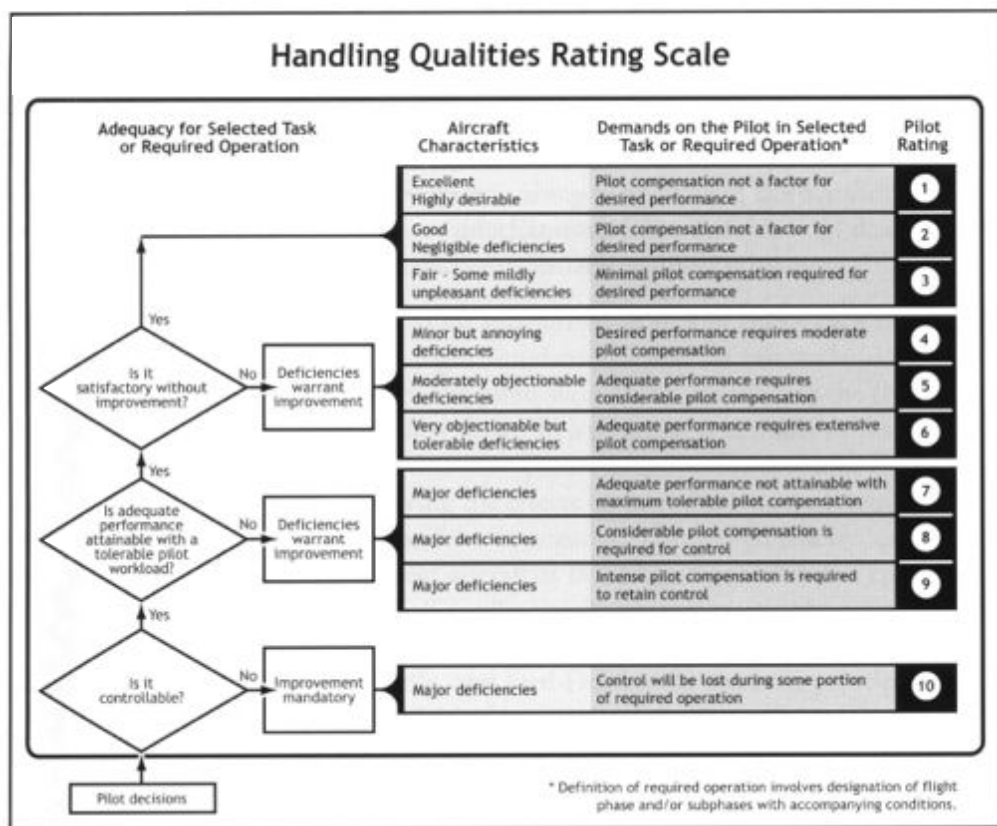 Handling Qualities Rating Scale
Adequacy for Selected Task
or Required Operation
Aircraft
Characteristics
Demands on the Pilot in Selected
Task or Required Operation*
Pilot
Rating
Excellent
Highly desirable
Pilot compensation not a factor for
desired performance
1
Good
Negligible deficiencies
Pilot compensation not a factor for
desired performance
2
Fair - Some mildly
unpleasant deficiencies
Minimal pilot compensation required for
desired performance
3
Yes
Is it
satisfactory without
improvement?
No
Deficiencies
warrant
improvement
Minor but annoying
deficiencies
Desired performance requires moderate
pilot compensation
4
Moderately objectionable
deficiencies
Adequate performance requires
considerable pilot compensation
5
Very objectionable but
tolerable deficiencies
Adequate performance requires extensive
pilot compensation
6
Yes
Is adequate
performance
attainable with a
tolerable pilot
workload?
No
Deficiencies
warrant
improvement
Major deficiencies
Adequate performance not attainable with
maximum tolerable pilot compensation
7
Major deficiencies
Considerable pilot compensation is
required for control
8
Major deficiencies
Intense pilot compensation is required
to retain control
9
Yes
Is it
controllable?
No
Improvement
mandatory
Major deficiencies
Control will be lost during some portion
of required operation
10
Pilot decisions
* Definition of required operation involves designation of flight
phase and/or subphases with accompanying conditions.